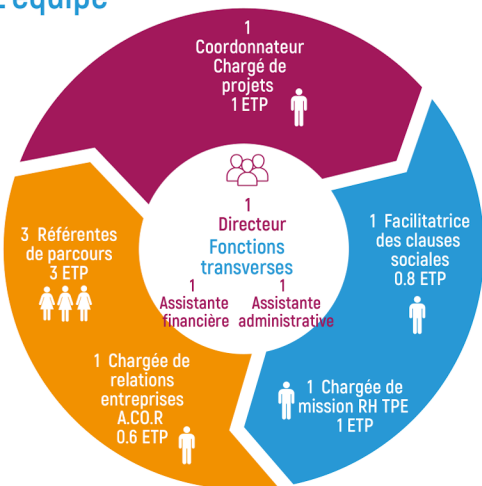 L'équipe
1
Coordonnateur
Chargé de
projets
1 ETP
1
Directeur
Fonctions
transverses
1
Assistante
financière
1
Assistante
administrative
1 Facilitatrice
des clauses
sociales
0.8 ETP
1 Chargée de
mission RH TPE
1 ETP
1 Chargée de
relations
entreprises
A.CO.R
0.6 ETP
3 Référentes
de parcours
3 ETP